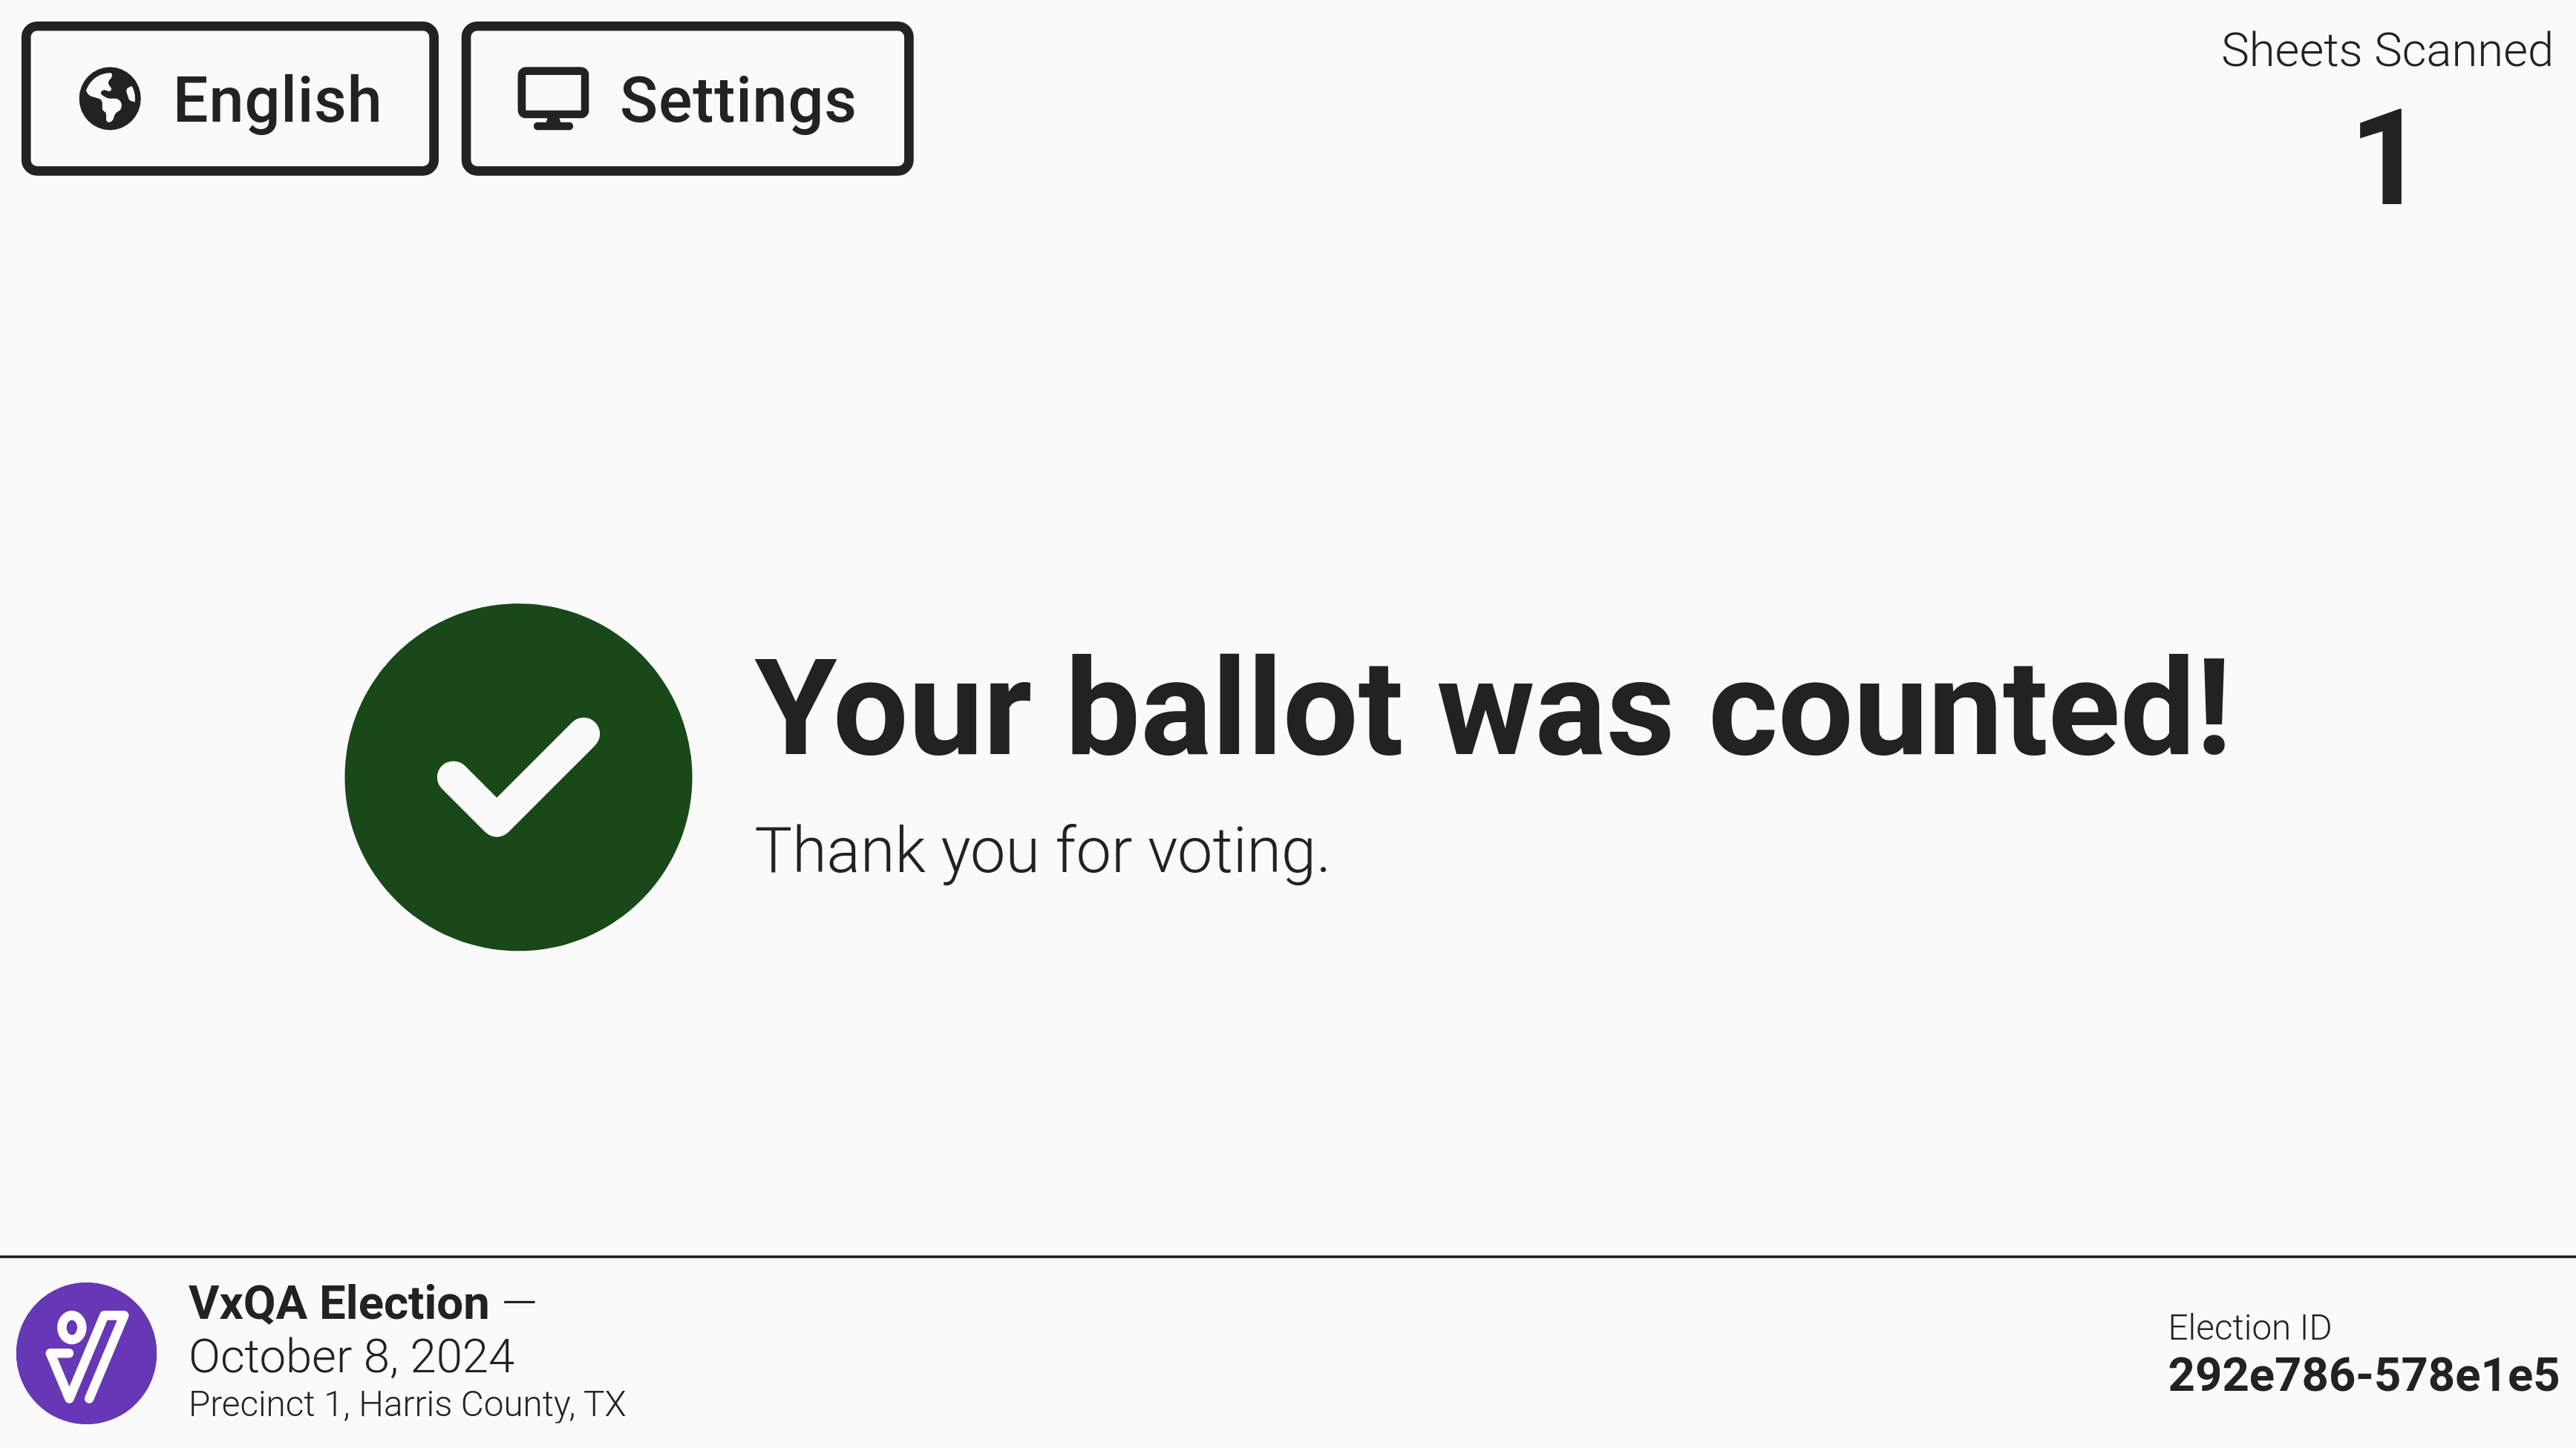 English
Settings
Sheets Scanned
1
Your ballot was counted!
Thank you for voting.
VxQA Election —
October 8, 2024
Precinct 1, Harris County, TX
Election ID
292e786-578e1e5